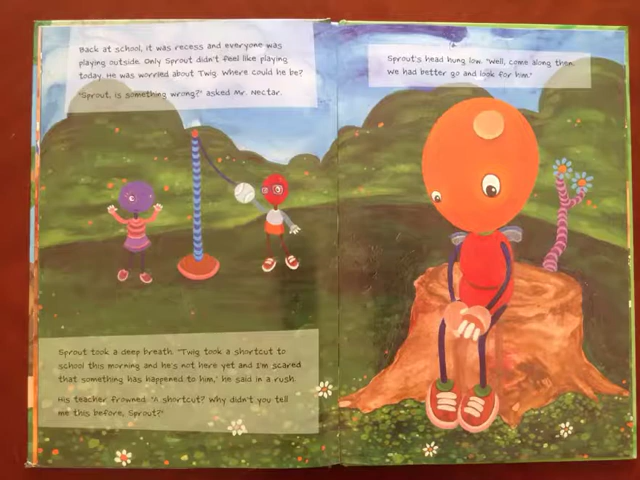 Back at school, it was recess and everyone was
playing outside. Only Sprout didn't feel like playing
today. He was worried about Twig. Where could he be?
"Sprout, is something wrong?" asked Mr. Nectar.
Sprout took a deep breath. "Twig took a shortcut to
school this morning and he's not here yet and I'm scared
that something has happened to him," he said in a rush.
His teacher frowned. "A shortcut? Why didn't you tell
me this before, Sprout?"
Sprout's head hung low. "Well, come along then,
we had better go and look for him."